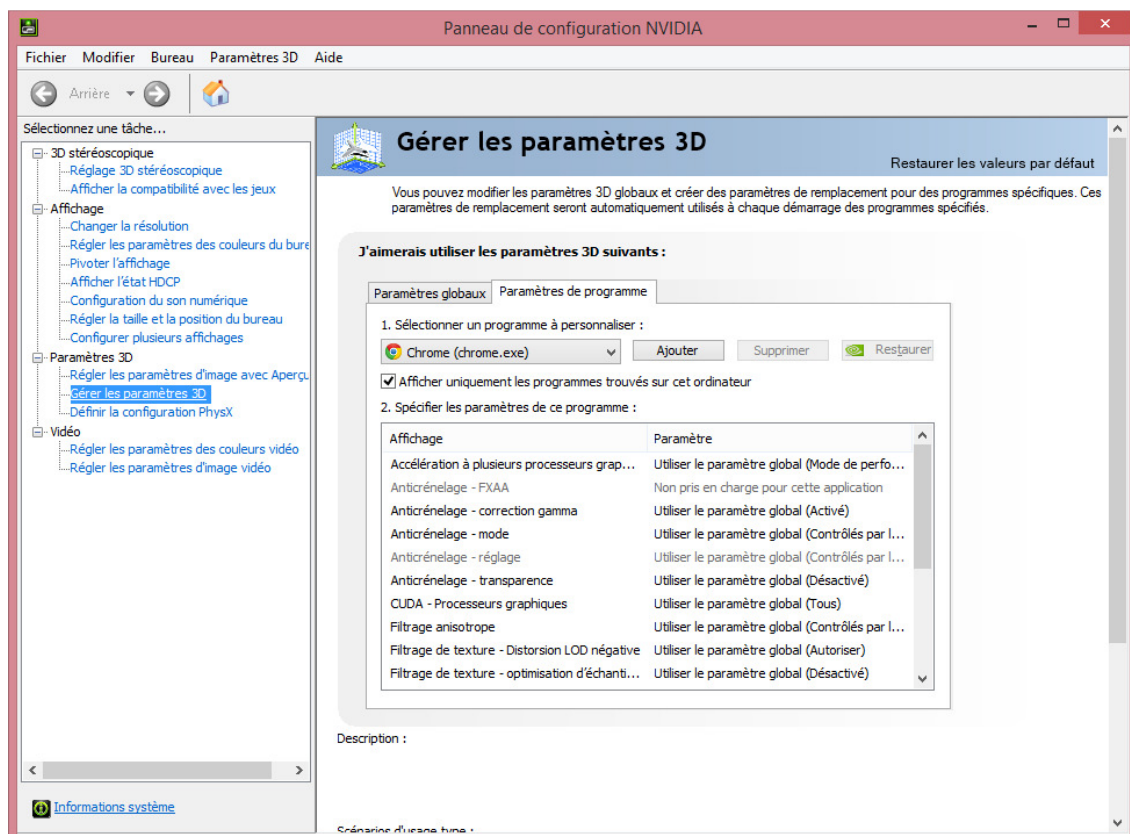 Panneau de configuration NVIDIA
Fichier Modifier Bureau Paramètres 3D Aide
Arrière
Sélectionnez une tâche...
3D stéréoscopique
Réglage 3D stéréoscopique
Afficher la compatibilité avec les jeux
Affichage
Changer la résolution
Régler les paramètres des couleurs du bure
Pivoter l'affichage
Afficher l'état HDCP
Configuration du son numérique
Régler la taille et la position du bureau
Configurer plusieurs affichages
Paramètres 3D
Régler les paramètres d'image avec Aperçu
Gérer les paramètres 3D
Définir la configuration PhysX
Vidéo
Régler les paramètres des couleurs vidéo
Régler les paramètres d'image vidéo
Informations système
Gérer les paramètres 3D
Restaurer les valeurs par défaut
Vous pouvez modifier les paramètres 3D globaux et créer des paramètres de remplacement pour des programmes spécifiques. Ces
paramètres de remplacement seront automatiquement utilisés à chaque démarrage des programmes spécifiés.
J'aimerais utiliser les paramètres 3D suivants :
Paramètres globaux Paramètres de programme
1. Sélectionner un programme à personnaliser :
Chrome (chrome.exe) Ajouter Supprimer Restaurer
Afficher uniquement les programmes trouvés sur cet ordinateur
2. Spécifier les paramètres de ce programme :
Affichage Paramètre
Accélération à plusieurs processeurs grap... Utiliser le paramètre global (Mode de perfo...
Anticrénelage - FXAA Non pris en charge pour cette application
Anticrénelage - correction gamma Utiliser le paramètre global (Activé)
Anticrénelage - mode Utiliser le paramètre global (Contrôlés par l...
Anticrénelage - réglage Utiliser le paramètre global (Contrôlés par l...
Anticrénelage - transparence Utiliser le paramètre global (Désactivé)
CUDA - Processeurs graphiques Utiliser le paramètre global (Tous)
Filtrage anisotrope Utiliser le paramètre global (Contrôlés par l...
Filtrage de texture - Distorsion LOD négative Utiliser le paramètre global (Autoriser)
Filtrage de texture - optimisation d'échanti... Utiliser le paramètre global (Désactivé)
Description :
Scénarios d'usage type :